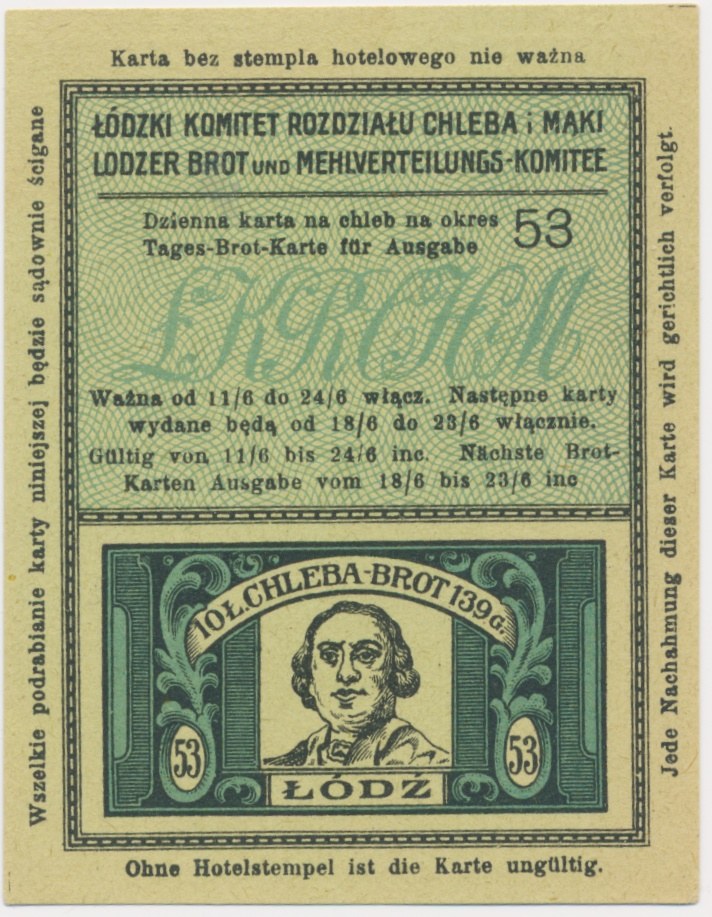 Karta bez stempla hotelowego nie ważna
ŁÓDZKI KOMITET ROZDZIAŁU CHLEBA i MĄKI
LODZER BROT UND MEHLVERTEILUNGS-KOMITEE
Dzienna karta na chleb na okres 53
Tages-Brot-Karte für Ausgabe
ŁKRCHM
Ważna od 11/6 do 24/6 włącz. Następne karty
wydane będą od 18/6 do 23/6 włącznie.
Gültig von 11/6 bis 24/6 inc. Nächste Brot-
Karten Ausgabe vom 18/6 bis 23/6 inc
10Ł.CHLEBA-BROT 139G.
53
53
ŁÓDŹ
Ohne Hotelstempel ist die Karte ungültig.
Wszelkie podrabianie karty niniejszej będzie sądownie ścigane
Jede Nachahmung dieser Karte wird gerichtlich verfolgt.